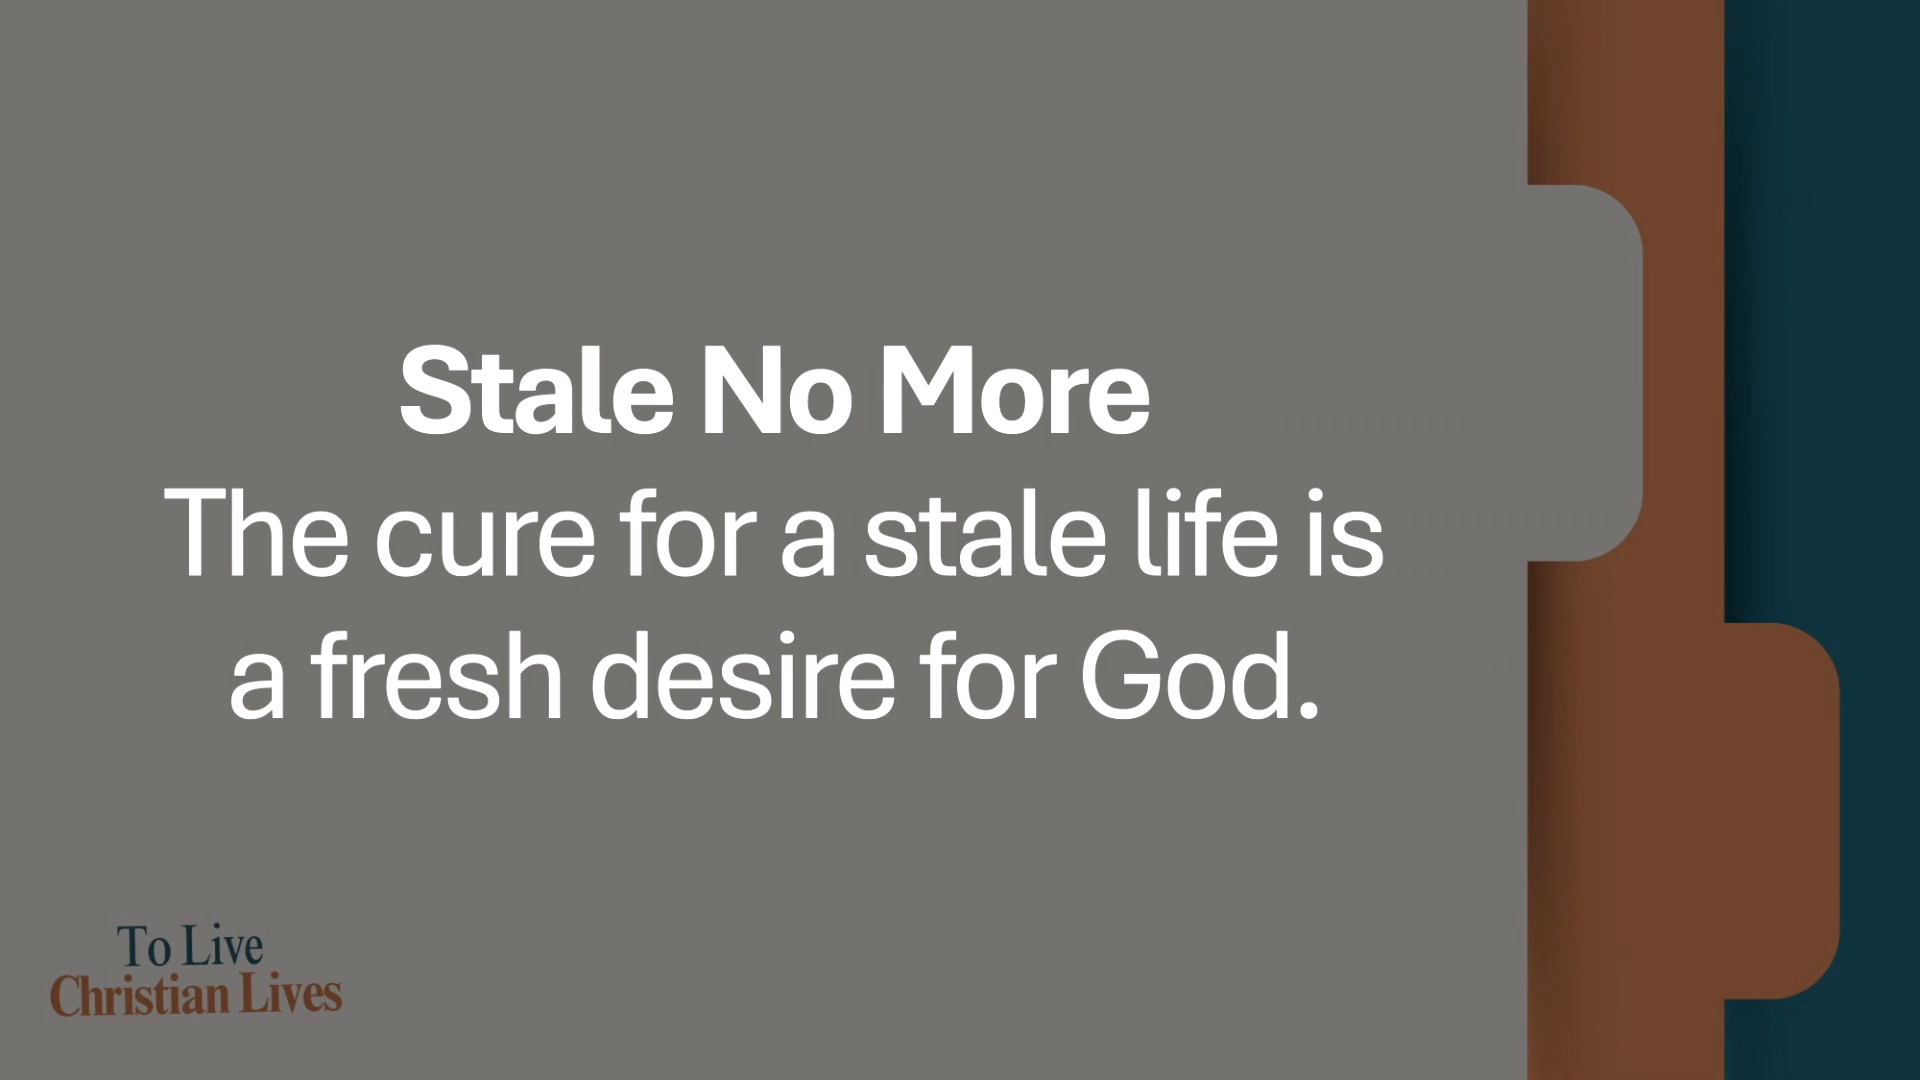 Stale No More
The cure for a stale life is
a fresh desire for God.
To Live
Christian Lives